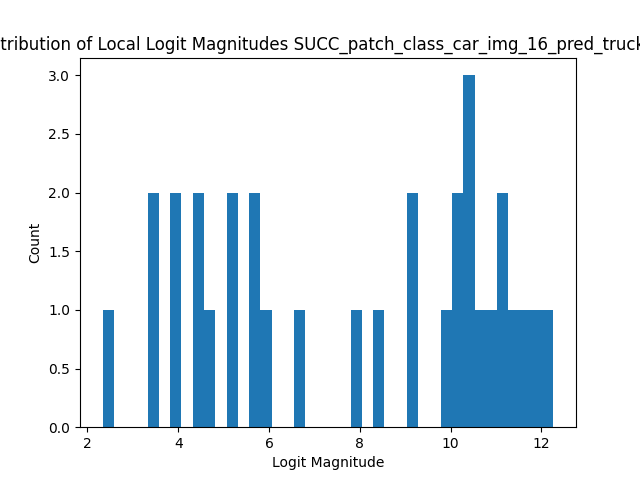 tribution of Local Logit Magnitudes SUCC_patch_class_car_img_16_pred_truck
3.0
2.5
2.0
1.5
1.0
0.5
0.0
Count
2 4 6 8 10 12
Logit Magnitude